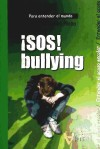 Para entender el mundo
¡SOS!
bullying